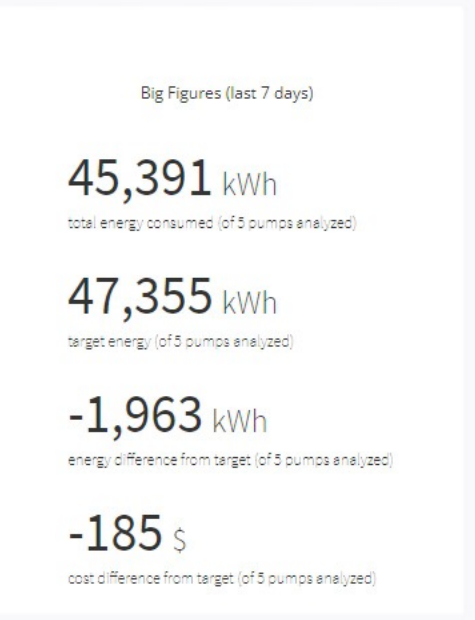 Big Figures (last 7 days)
45,391 kWh
total energy consumed (of 5 pumps analyzed)
47,355 kWh
target energy (of 5 pumps analyzed)
-1,963 kWh
energy difference from target (of 5 pumps analyzed)
-185 $
cost difference from target (of 5 pumps analyzed)